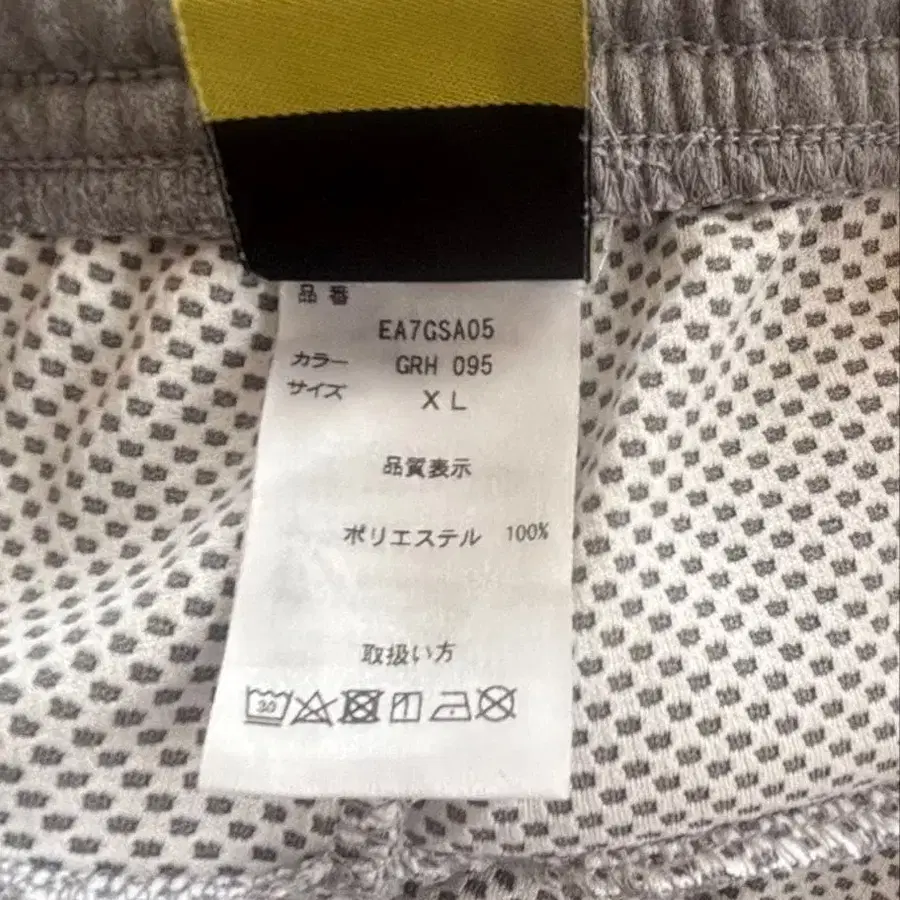 品番
EA7GSA05
カラー GRH 095
サイズ XL
品質表示
ポリエステル 100%
取扱い方
30